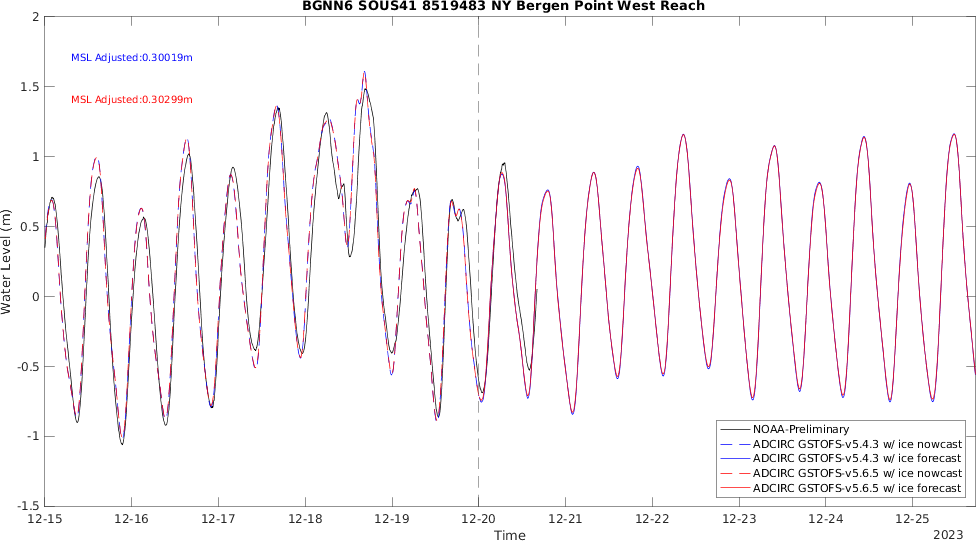 BGNN6 SOUS41 8519483 NY Bergen Point West Reach
2
1.5
1
0.5
0
-0.5
-1
-1.5
Water Level (m)
MSL Adjusted:0.30019m
MSL Adjusted:0.30299m
NOAA-Preliminary
ADCIRC GSTOFS-v5.4.3 w/ ice nowcast
ADCIRC GSTOFS-v5.4.3 w/ ice forecast
ADCIRC GSTOFS-v5.6.5 w/ ice nowcast
ADCIRC GSTOFS-v5.6.5 w/ ice forecast
12-15 12-16 12-17 12-18 12-19 12-20 12-21 12-22 12-23 12-24 12-25
Time
2023